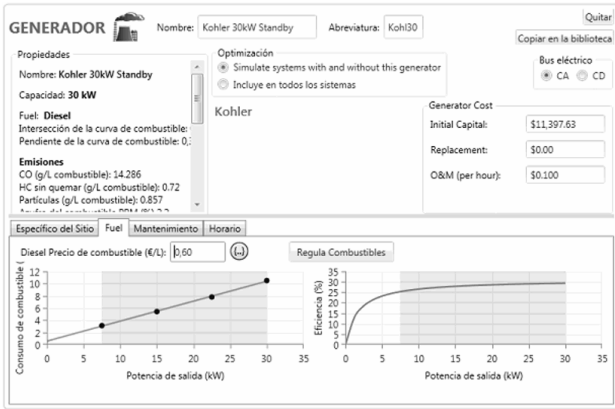 GENERADOR
Nombre: Kohler 30kW Standby Abreviatura: Kohl30
Quitar
Copiar en la biblioteca
Propiedades
Nombre: Kohler 30kW Standby
Capacidad: 30 kW
Fuel: Diesel
Intersección de la curva de combustible:
Pendiente de la curva de combustible: 0,
Emisiones
CO (g/L combustible): 14.286
HC sin quemar (g/L combustible): 0.72
Partículas (g/L combustible): 0.857
Optimización
Simulate systems with and without this generator
Incluye en todos los sistemas
Bus eléctrico
CA CD
Kohler
Generator Cost
Initial Capital: $11,397.63
Replacement: $0.00
O&M (per hour): $0.100
Específico del Sitio Fuel Mantenimiento Horario
Diesel Precio de combustible (€/L): 0,60 (..) Regula Combustibles
Consumo de combustible (
12
10
8
6
4
2
0
0 5 10 15 20 25 30 35
Potencia de salida (kW)
Eficiencia (%)
35
30
25
20
15
10
5
0
0 5 10 15 20 25 30 35
Potencia de salida (kW)